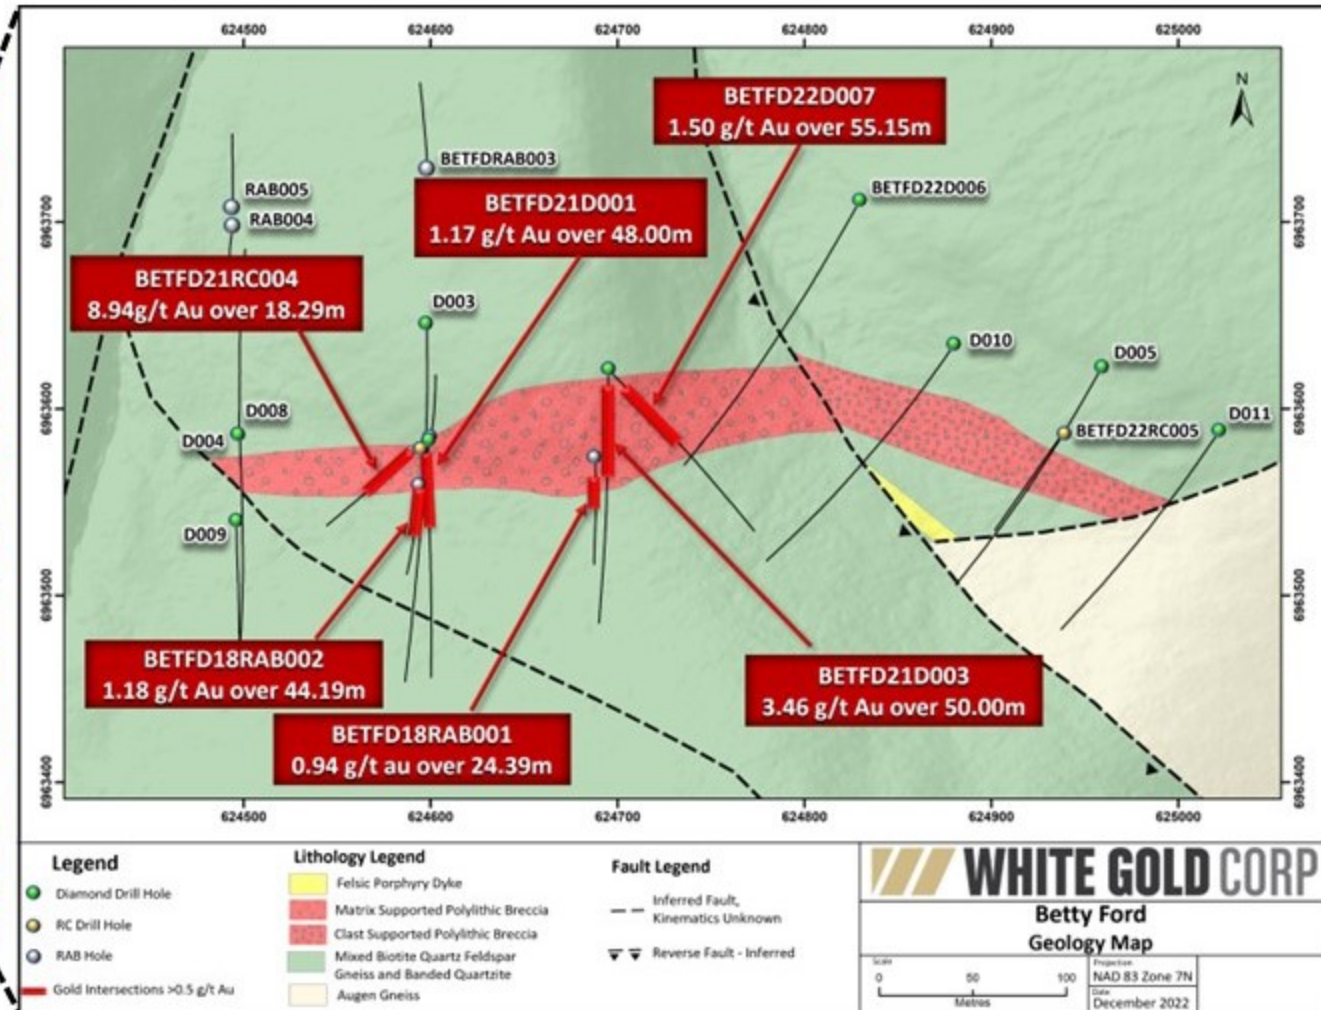 624500 624600 624700 624800 624900 625000
N
BETFD22D007
1.50 g/t Au over 55.15m
BETFDRAB003
RAB005
RAB004
BETFD22D006
6963700
6963700
BETFD21D001
1.17 g/t Au over 48.00m
BETFD21RC004
8.94g/t Au over 18.29m
D003
D010
D005
6963600
6963600
D008
D004
D011
BETFD22RC005
D009
6963500
6963500
BETFD18RAB002
1.18 g/t Au over 44.19m
BETFD21D003
3.46 g/t Au over 50.00m
BETFD18RAB001
0.94 g/t au over 24.39m
6963400
6963400
624500 624600 624700 624800 624900 625000
Legend
Diamond Drill Hole
RC Drill Hole
RAB Hole
Gold Intersections >0.5 g/t Au
Lithology Legend
Felsic Porphyry Dyke
Matrix Supported Polylithic Breccia
Clast Supported Polylithic Breccia
Mixed Biotite Quartz Feldspar
Gneiss and Banded Quartzite
Augen Gneiss
Fault Legend
Inferred Fault,
Kinematics Unknown
Reverse Fault - Inferred
WHITE GOLD CORP
Betty Ford
Geology Map
Scale
0 50 100
Metres
Projection
NAD 83 Zone 7N
Date
December 2022